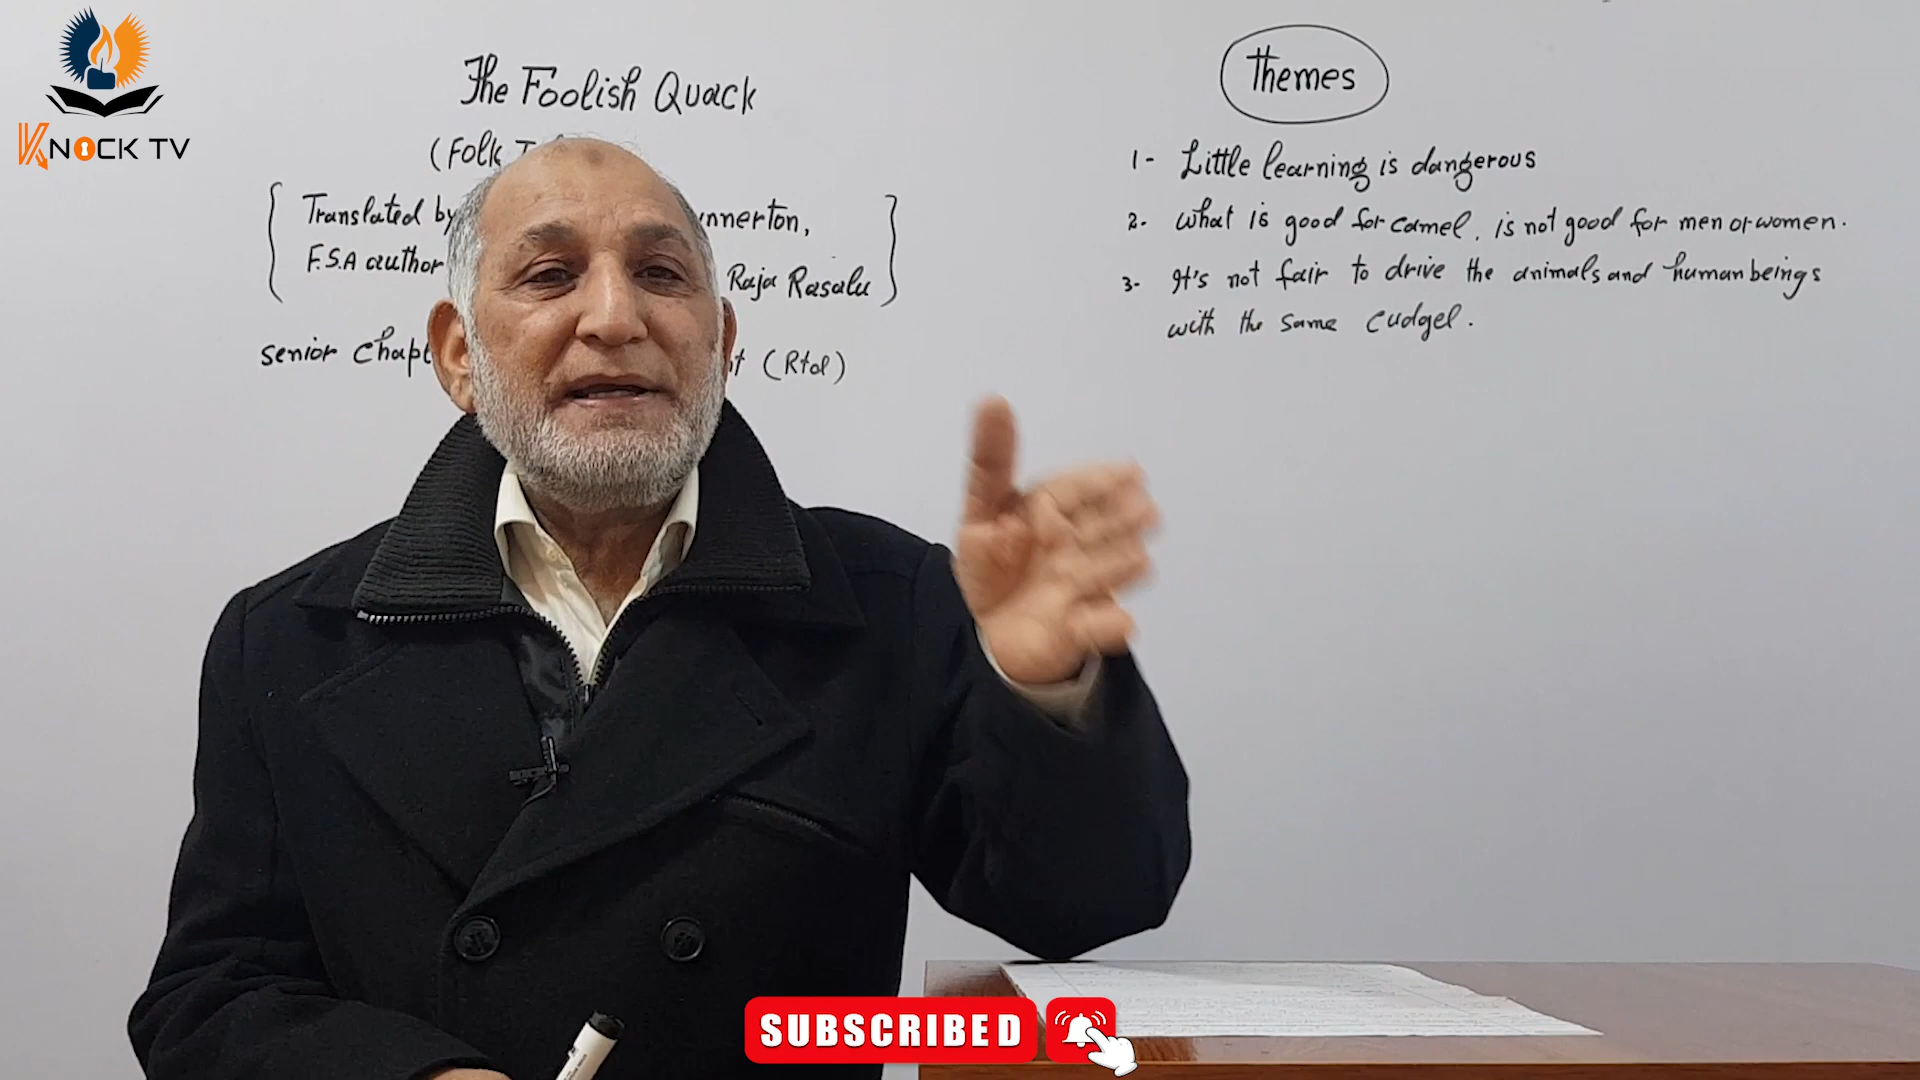 KNOCK TV
The Foolish Quack
(Folk
Translated by nnerton,
F.S.A author Raja Rasalu
Senior Chapt t (Rtd)
Themes
1- Little learning is dangerous
2- What is good for camel, is not good for men or women.
3- It's not fair to drive the animals and human beings
with the same cudgel.
SUBSCRIBED